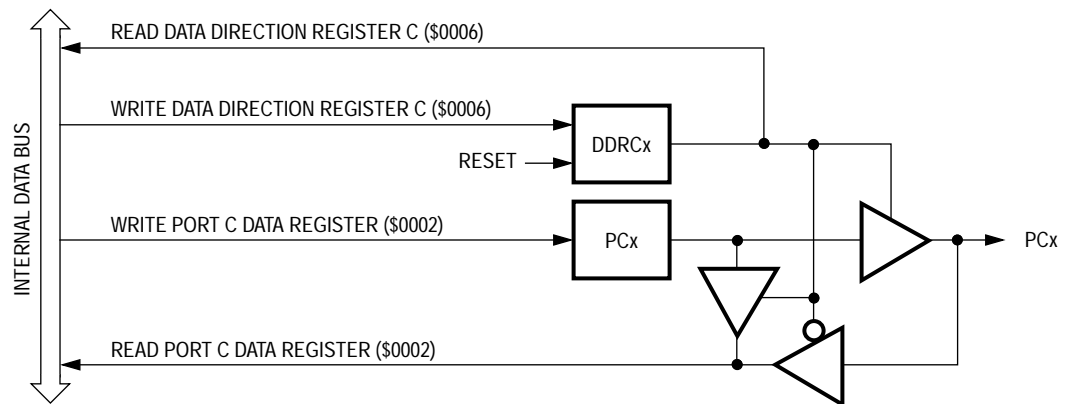 READ DATA DIRECTION REGISTER C ($0006)
WRITE DATA DIRECTION REGISTER C ($0006)
DDRCx
RESET
WRITE PORT C DATA REGISTER ($0002)
PCx
PCx
INTERNAL DATA BUS
READ PORT C DATA REGISTER ($0002)